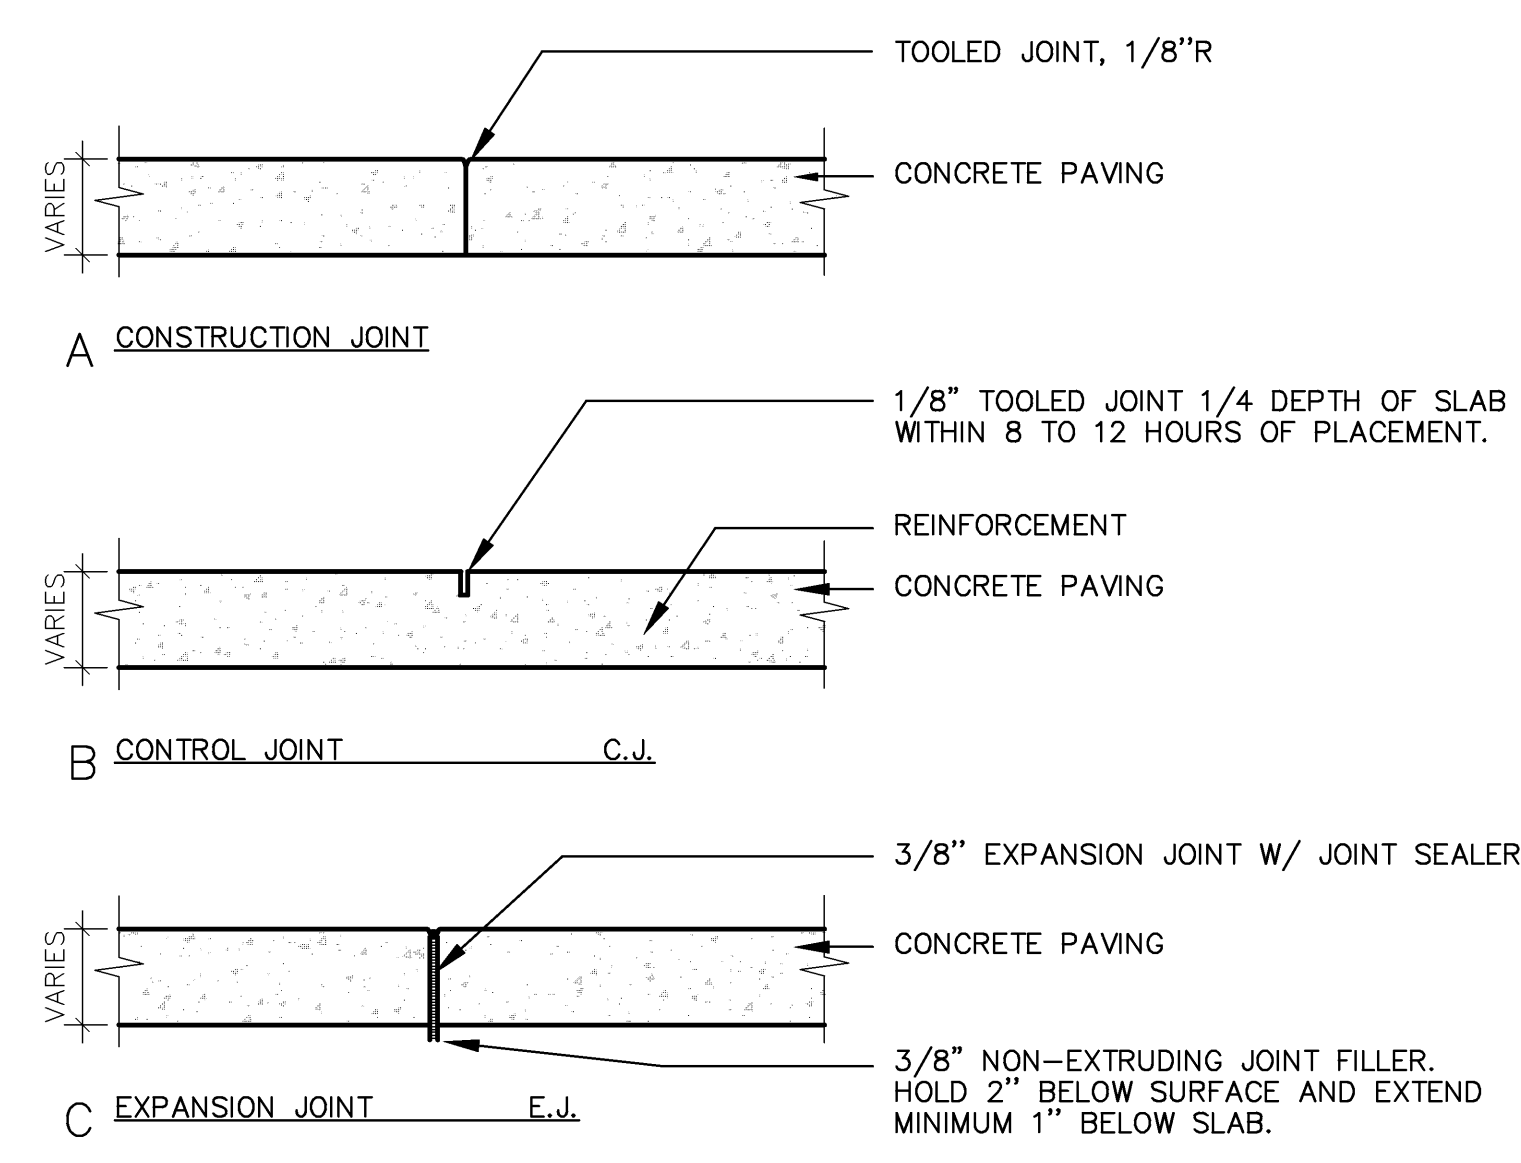 TOOLED JOINT, 1/8"R
VARIES
CONCRETE PAVING
A CONSTRUCTION JOINT
1/8" TOOLED JOINT 1/4 DEPTH OF SLAB
WITHIN 8 TO 12 HOURS OF PLACEMENT.
REINFORCEMENT
VARIES
CONCRETE PAVING
B CONTROL JOINT C.J.
3/8" EXPANSION JOINT W/ JOINT SEALER
VARIES
CONCRETE PAVING
3/8" NON-EXTRUDING JOINT FILLER.
HOLD 2" BELOW SURFACE AND EXTEND
MINIMUM 1" BELOW SLAB.
C EXPANSION JOINT E.J.